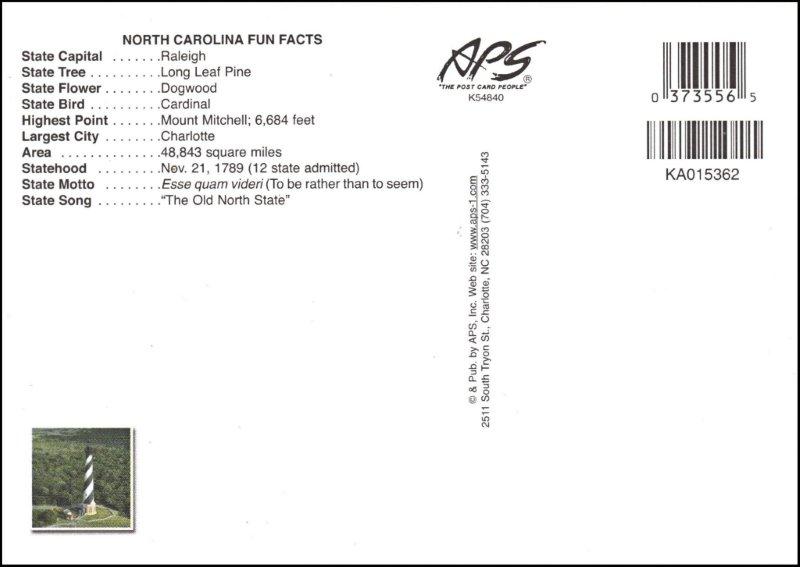 NORTH CAROLINA FUN FACTS
State Capital . . . . . . .Raleigh
State Tree . . . . . . . . . .Long Leaf Pine
State Flower . . . . . . . .Dogwood
State Bird . . . . . . . . . .Cardinal
Highest Point . . . . . . .Mount Mitchell; 6,684 feet
Largest City . . . . . . . .Charlotte
Area . . . . . . . . . . . . . .48,843 square miles
Statehood . . . . . . . . . .Nov. 21, 1789 (12 state admitted)
State Motto . . . . . . . . .Esse quam videri (To be rather than to seem)
State Song . . . . . . . . .“The Old North State”
APS®
"THE POST CARD PEOPLE"
K54840
0 373556 5
KA015362
© & Pub. by APS, Inc. Web site: www.aps-1.com
2511 South Tryon St., Charlotte, NC 28203 (704) 333-5143